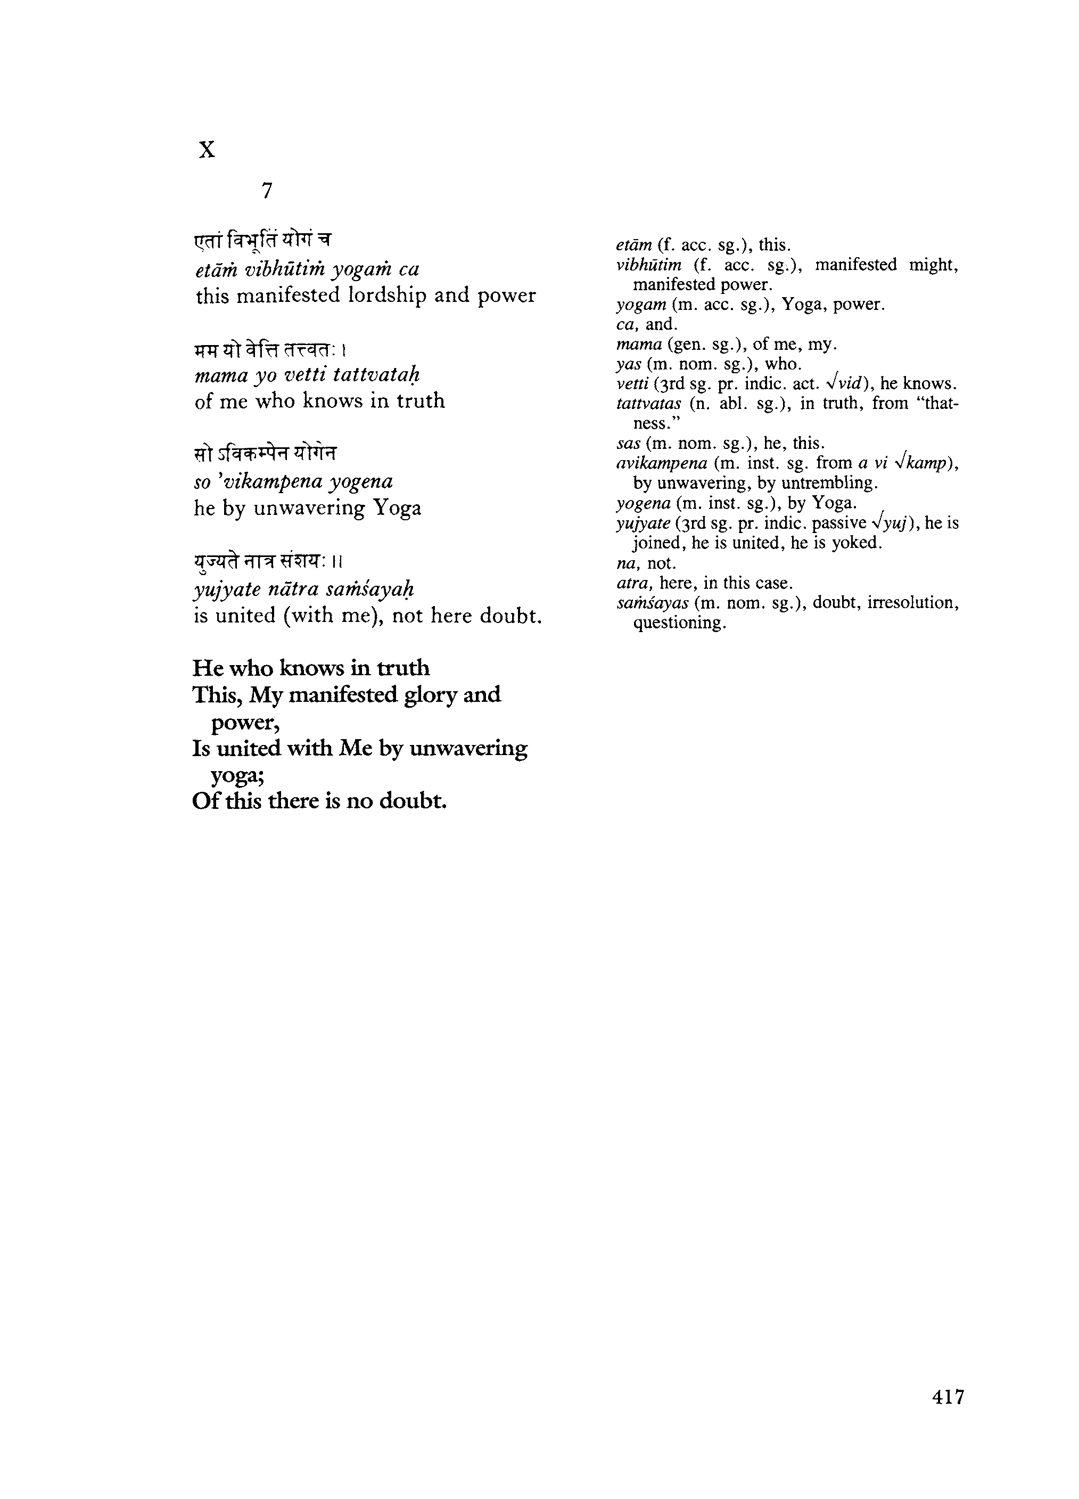 X
7
एतां विभूतिं योगं च
etāṁ vibhūtiṁ yogaṁ ca
this manifested lordship and power
मम यो वेत्ति तत्त्वतः ।
mama yo vetti tattvataḥ
of me who knows in truth
सो ऽविकम्पेन योगेन
so 'vikampena yogena
he by unwavering Yoga
युज्यते नात्र संशयः ॥
yujyate nātra saṁśayaḥ
is united (with me), not here doubt.
He who knows in truth
This, My manifested glory and
power,
Is united with Me by unwavering
yoga;
Of this there is no doubt.
etām (f. acc. sg.), this.
vibhūtim (f. acc. sg.), manifested might,
manifested power.
yogam (m. acc. sg.), Yoga, power.
ca, and.
mama (gen. sg.), of me, my.
yas (m. nom. sg.), who.
vetti (3rd sg. pr. indic. act. √vid), he knows.
tattvatas (n. abl. sg.), in truth, from “that-
ness.”
sas (m. nom. sg.), he, this.
avikampena (m. inst. sg. from a vi √kamp),
by unwavering, by untrembling.
yogena (m. inst. sg.), by Yoga.
yujyate (3rd sg. pr. indic. passive √yuj), he is
joined, he is united, he is yoked.
na, not.
atra, here, in this case.
saṁśayas (m. nom. sg.), doubt, irresolution,
questioning.
417